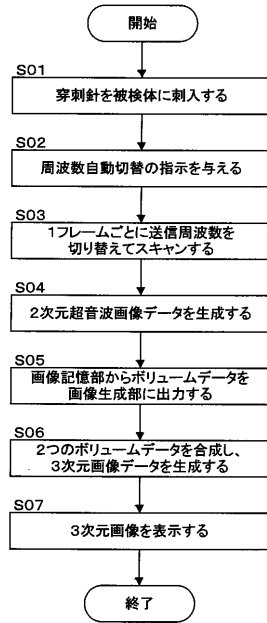 開始
S01
穿刺針を被検体に刺入する
S02
周波数自動切替の指示を与える
S03
1フレームごとに送信周波数を
切り替えてスキャンする
S04
2次元超音波画像データを生成する
S05
画像記憶部からボリュームデータを
画像生成部に出力する
S06
2つのボリュームデータを合成し、
3次元画像データを生成する
S07
3次元画像を表示する
終了